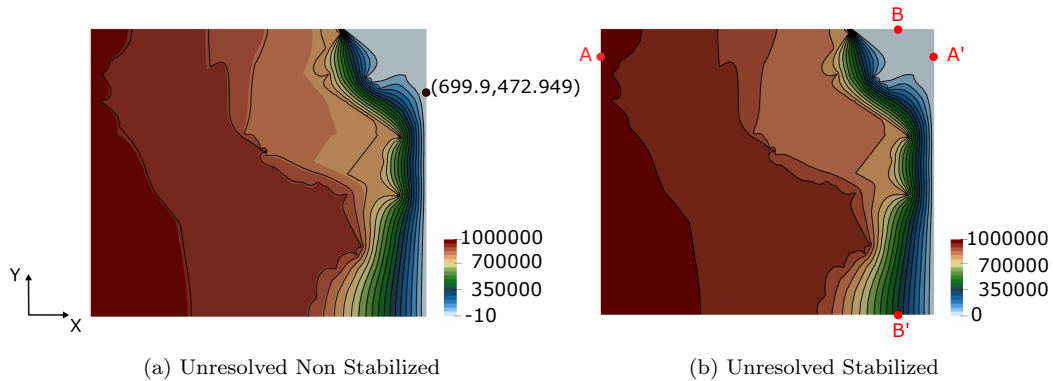 B
A
A'
(699.9,472.949)
1000000
700000
350000
-10
1000000
700000
350000
0
Y
X
B'
(a) Unresolved Non Stabilized
(b) Unresolved Stabilized